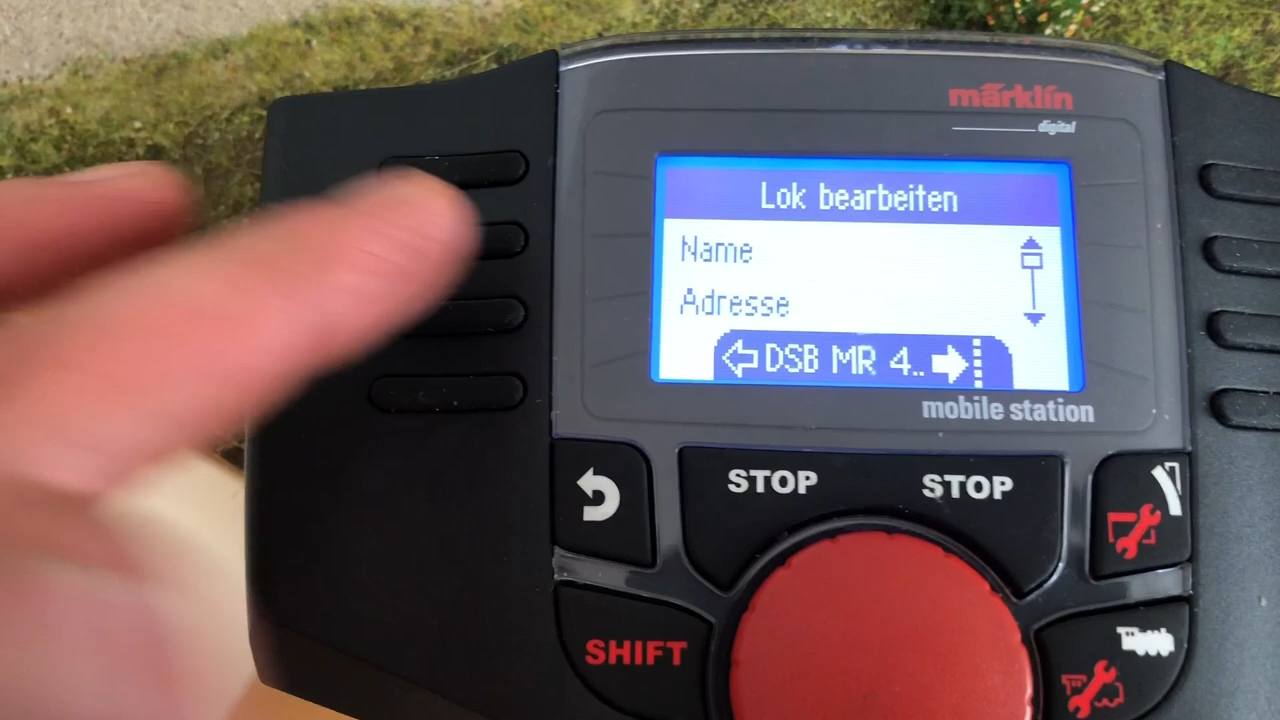 märklin
digital
Lok bearbeiten
Name
Adresse
DSB MR 4..
mobile station
STOP STOP
SHIFT